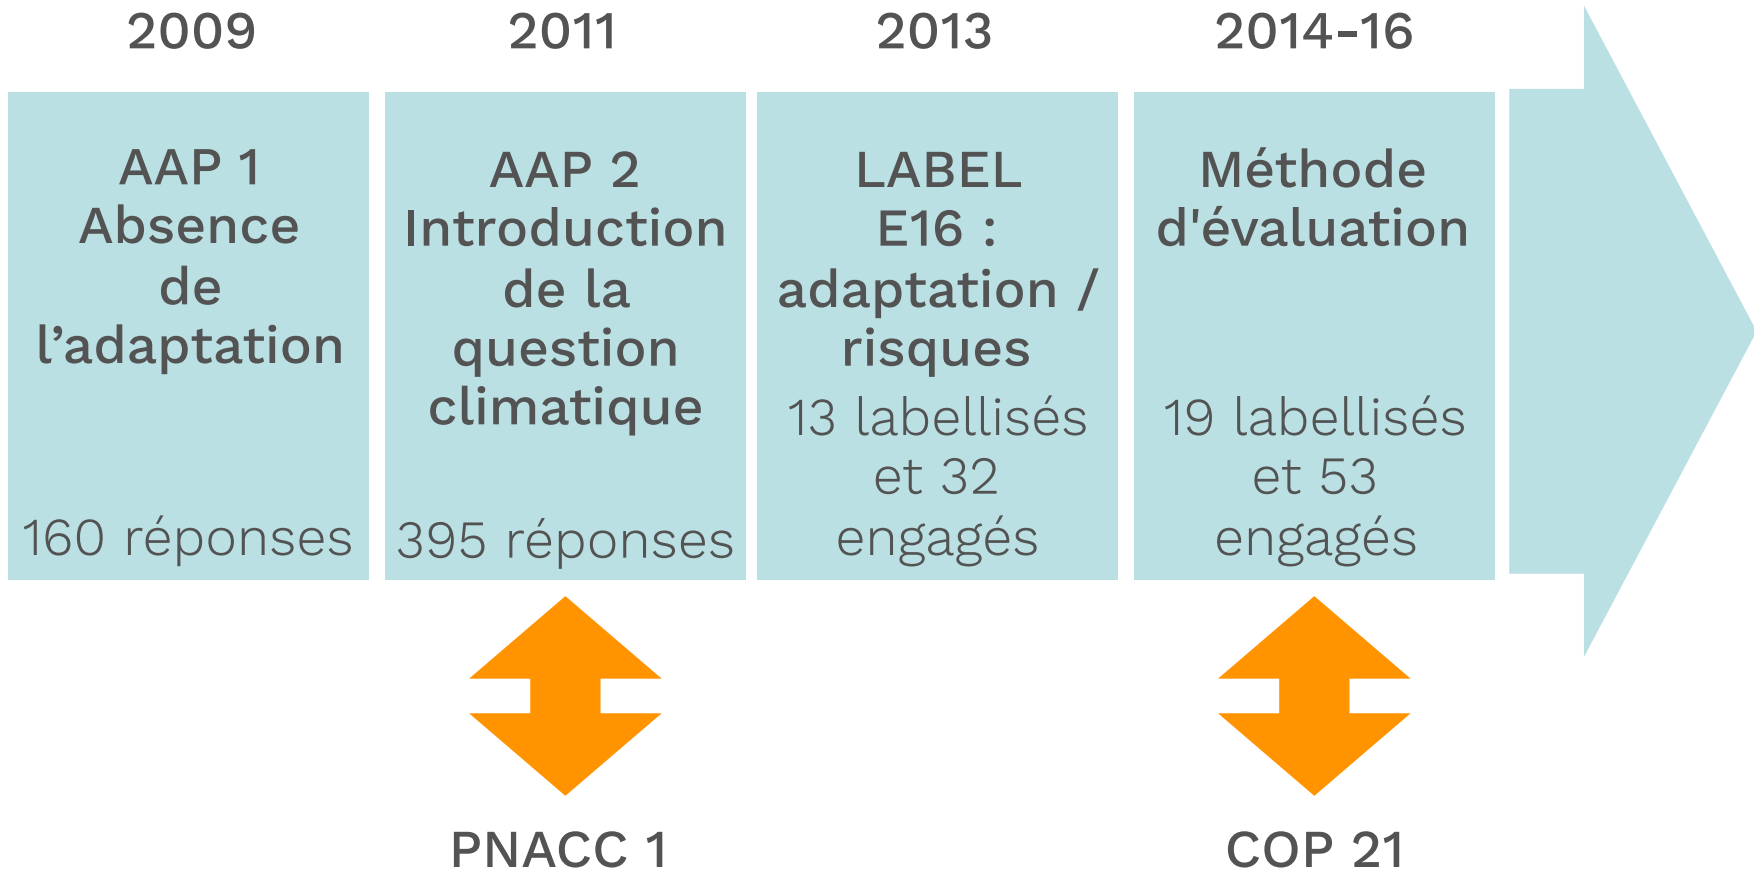 2009
AAP 1
Absence
de
l’adaptation
160 réponses
2011
AAP 2
Introduction
de la
question
climatique
395 réponses
PNACC 1
2013
LABEL
E16 :
adaptation /
risques
13 labellisés
et 32
engagés
2014-16
Méthode
d'évaluation
19 labellisés
et 53
engagés
COP 21